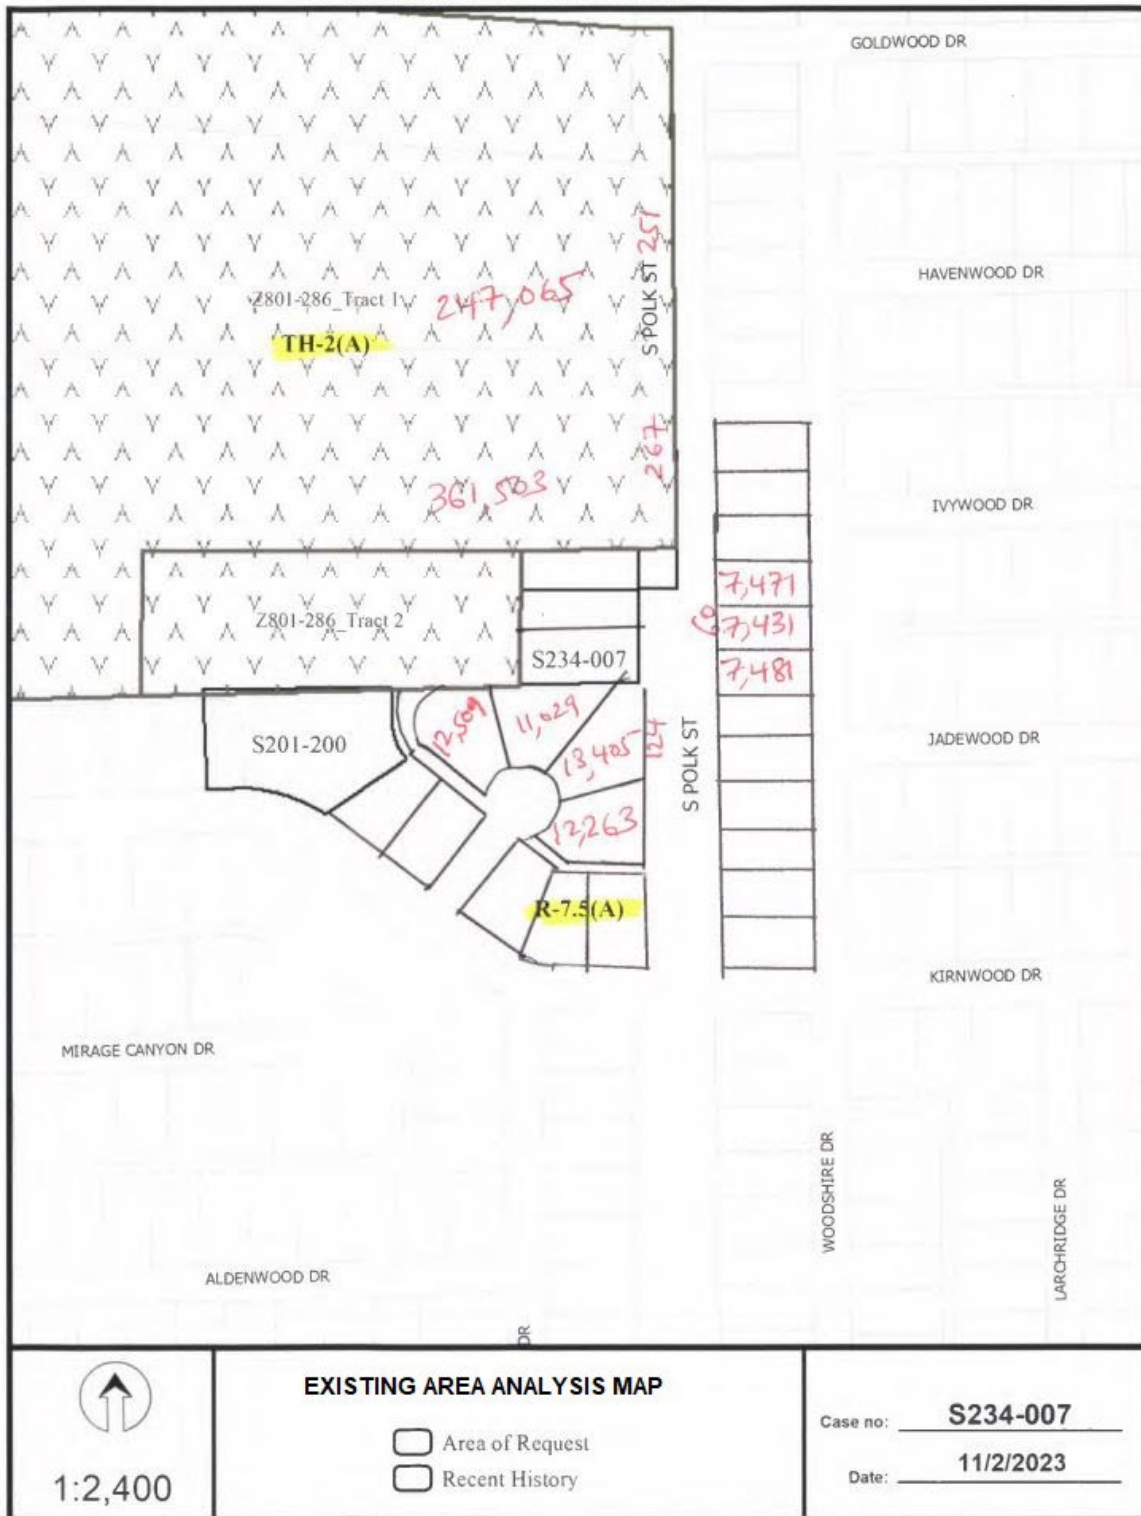 GOLDWOOD DR
S POLK ST 251
HAVENWOOD DR
Z801-286_Tract 1
247,065
TH-2(A)
267
361,503
IVYWOOD DR
7,471
Z801-286_Tract 2
7,431
S234-007
7,481
12,509
11,029
S201-200
13,405
124
S POLK ST
JADEWOOD DR
12,263
R-7.5(A)
KIRNWOOD DR
MIRAGE CANYON DR
WOODSHIRE DR
LARCHRIDGE DR
ALDENWOOD DR
DR
EXISTING AREA ANALYSIS MAP
Area of Request
Recent History
1:2,400
Case no: S234-007
Date: 11/2/2023